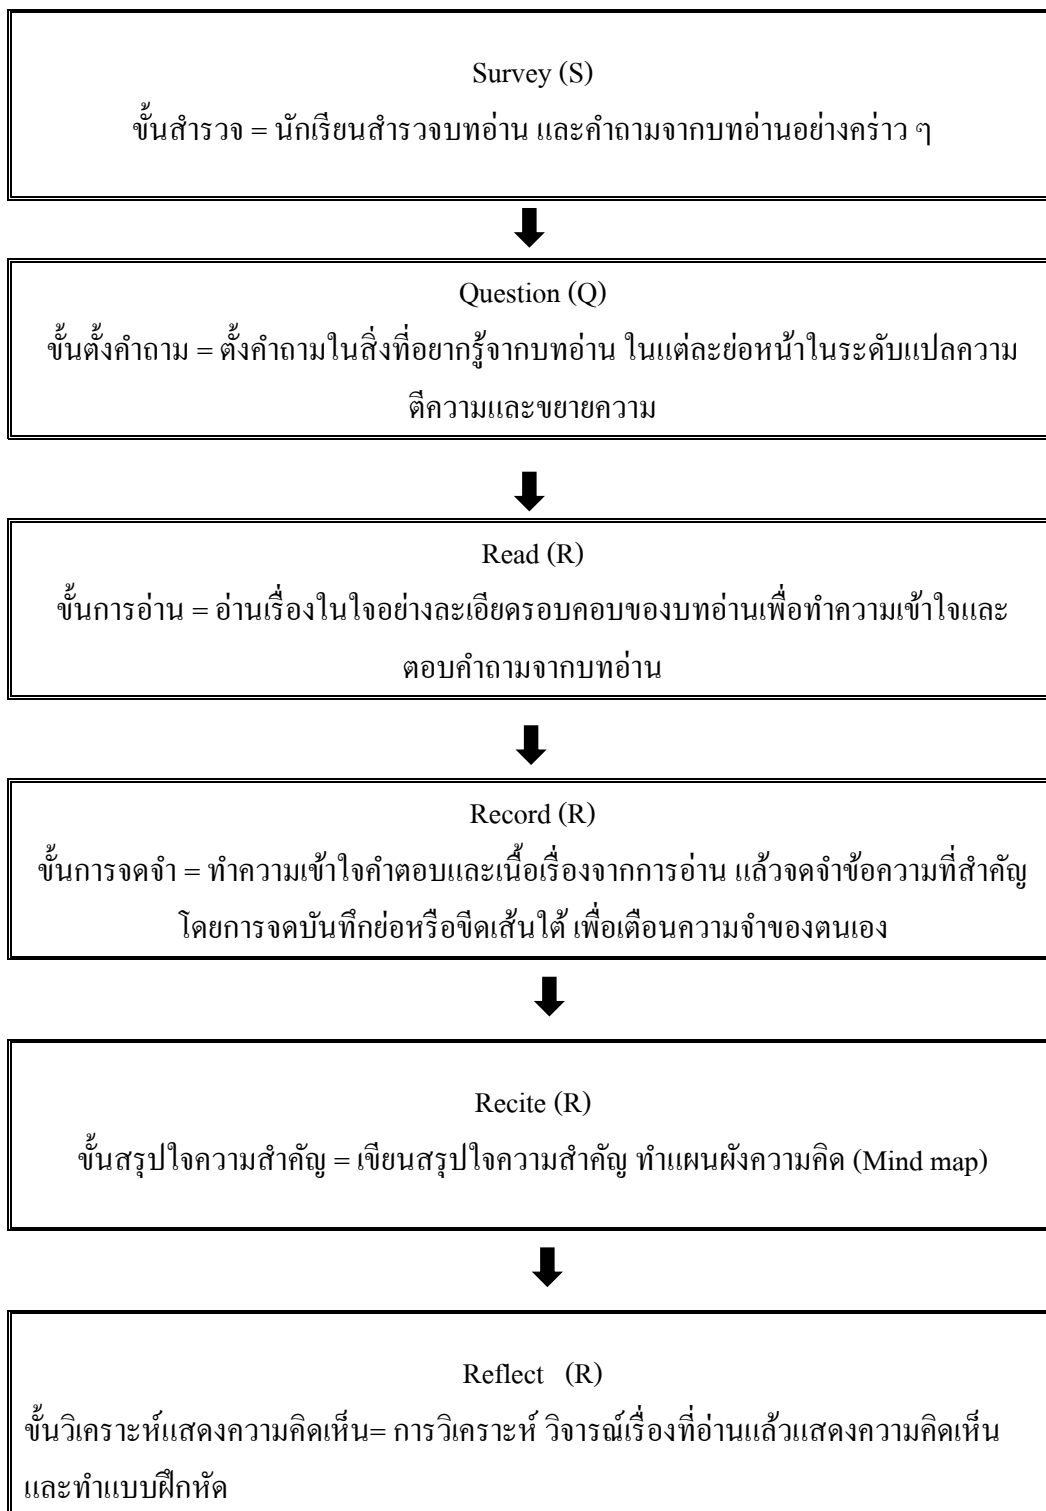 Survey (S)
ขั้นสำรวจ = นักเรียนสำรวจบทอ่าน และคำถามจากบทอ่านอย่างคร่าว ๆ
Question (Q)
ขั้นตั้งคำถาม = ตั้งคำถามในสิ่งที่อยากรู้จากบทอ่าน ในแต่ละย่อหน้าในระดับแปลความ
ตีความและขยายความ
Read (R)
ขั้นการอ่าน = อ่านเรื่องในใจอย่างละเอียดรอบคอบของบทอ่านเพื่อทำความเข้าใจและ
ตอบคำถามจากบทอ่าน
Record (R)
ขั้นการจดจำ = ทำความเข้าใจคำตอบและเนื้อเรื่องจากการอ่าน แล้วจดจำข้อความที่สำคัญ
โดยการจดบันทึกย่อหรือขีดเส้นใต้ เพื่อเตือนความจำของตนเอง
Recite (R)
ขั้นสรุปใจความสำคัญ = เขียนสรุปใจความสำคัญ ทำแผนผังความคิด (Mind map)
Reflect (R)
ขั้นวิเคราะห์แสดงความคิดเห็น= การวิเคราะห์ วิจารณ์เรื่องที่อ่านแล้วแสดงความคิดเห็น
และทำแบบฝึกหัด